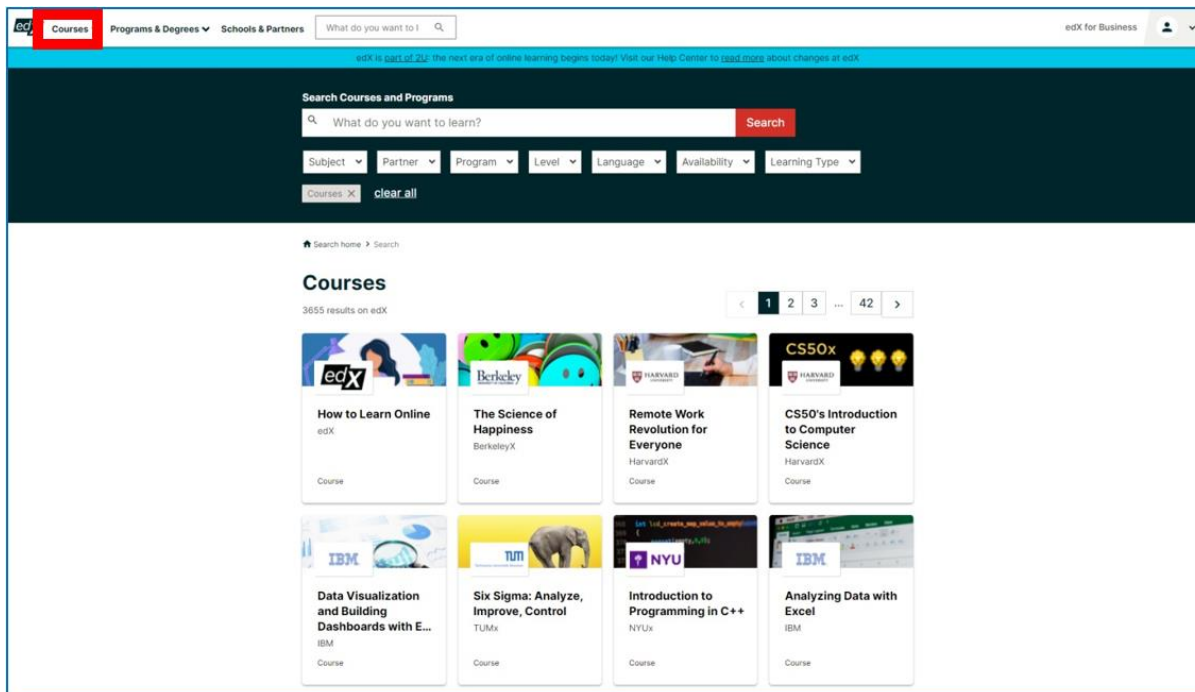 edX Courses Programs & Degrees Schools & Partners What do you want to l edX for Business
edX is part of 2U: the next era of online learning begins today! Visit our Help Center to read more about changes at edX
Search Courses and Programs
What do you want to learn? Search
Subject Partner Program Level Language Availability Learning Type
Courses X clear all
Search home > Search
Courses
3655 results on edX
< 1 2 3 ... 42 >
edX
How to Learn Online
edX
Course
Berkeley
The Science of
Happiness
BerkeleyX
Course
HARVARD
UNIVERSITY
Remote Work
Revolution for
Everyone
HarvardX
Course
CS50x
HARVARD
UNIVERSITY
CS50's Introduction
to Computer
Science
HarvardX
Course
IBM
Data Visualization
and Building
Dashboards with E...
IBM
Course
TUM
Six Sigma: Analyze,
Improve, Control
TUMx
Course
NYU
Introduction to
Programming in C++
NYUx
Course
IBM
Analyzing Data with
Excel
IBM
Course